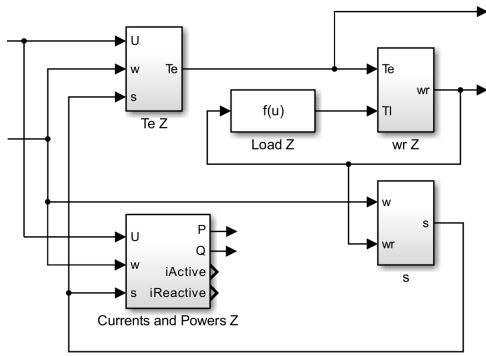 U
w
s
Te
Te Z
f(u)
Load Z
Te
Tl
wr
wr Z
w
wr
s
s
U
w
s
P
Q
iActive
iReactive
Currents and Powers Z